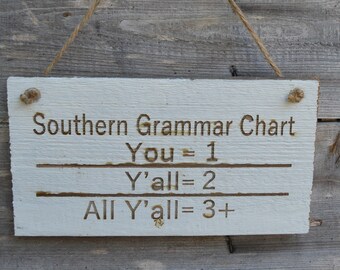 Southern Grammar Chart
You = 1
Y'all= 2
All Y'all= 3+